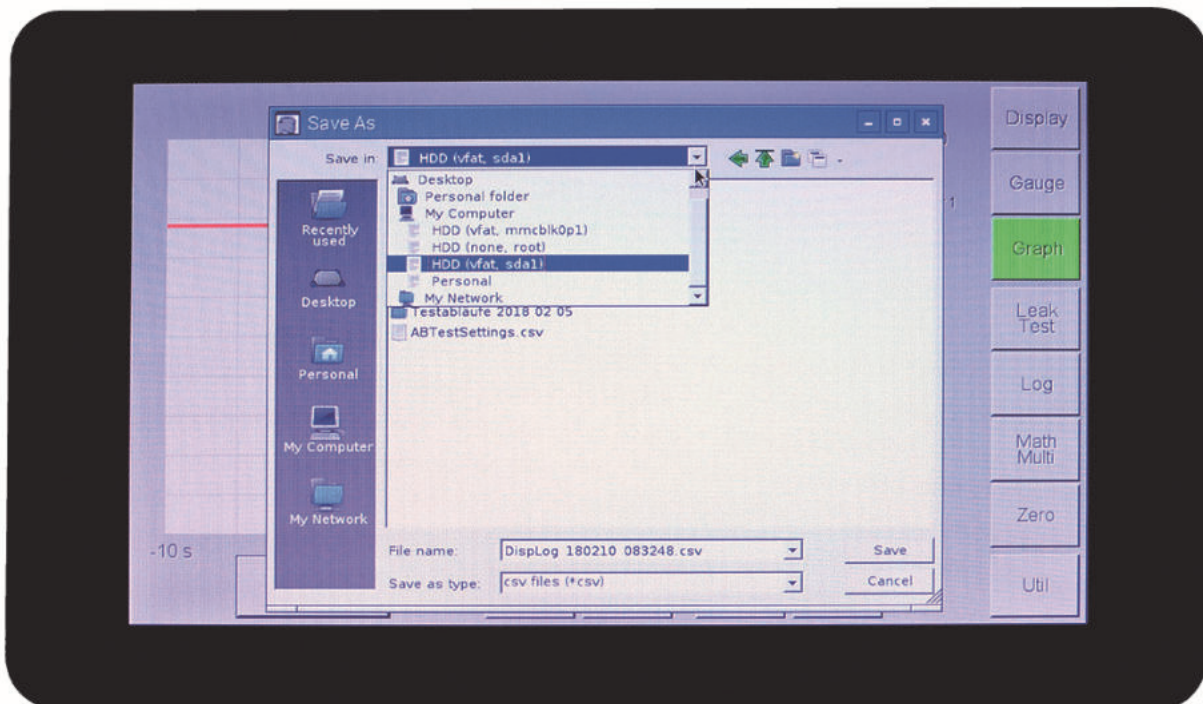 Save As
Save in:
HDD (vfat, sda1)
Desktop
Personal folder
My Computer
HDD (vfat, mmcblk0p1)
HDD (none, root)
HDD (vfat, sda1)
Personal
My Network
Testabläufe 2018 02 05
ABTestSettings.csv
Recently
used
Desktop
Personal
My Computer
My Network
File name:
DispLog 180210 083248.csv
Save
Save as type:
csv files (*csv)
Cancel
-10 s
1
Display
Gauge
Graph
Leak
Test
Log
Math
Multi
Zero
Util